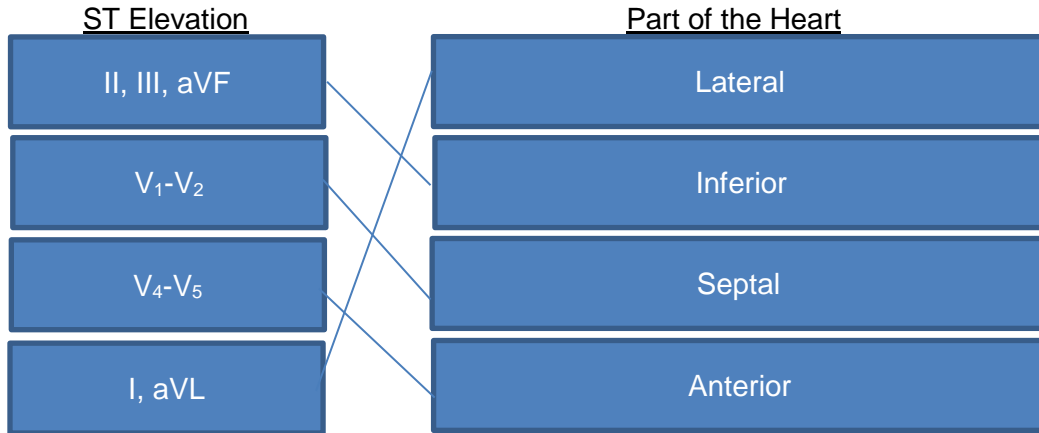 ST Elevation Part of the Heart
II, III, aVF Lateral
V₁-V₂ Inferior
V₄-V₅ Septal
I, aVL Anterior